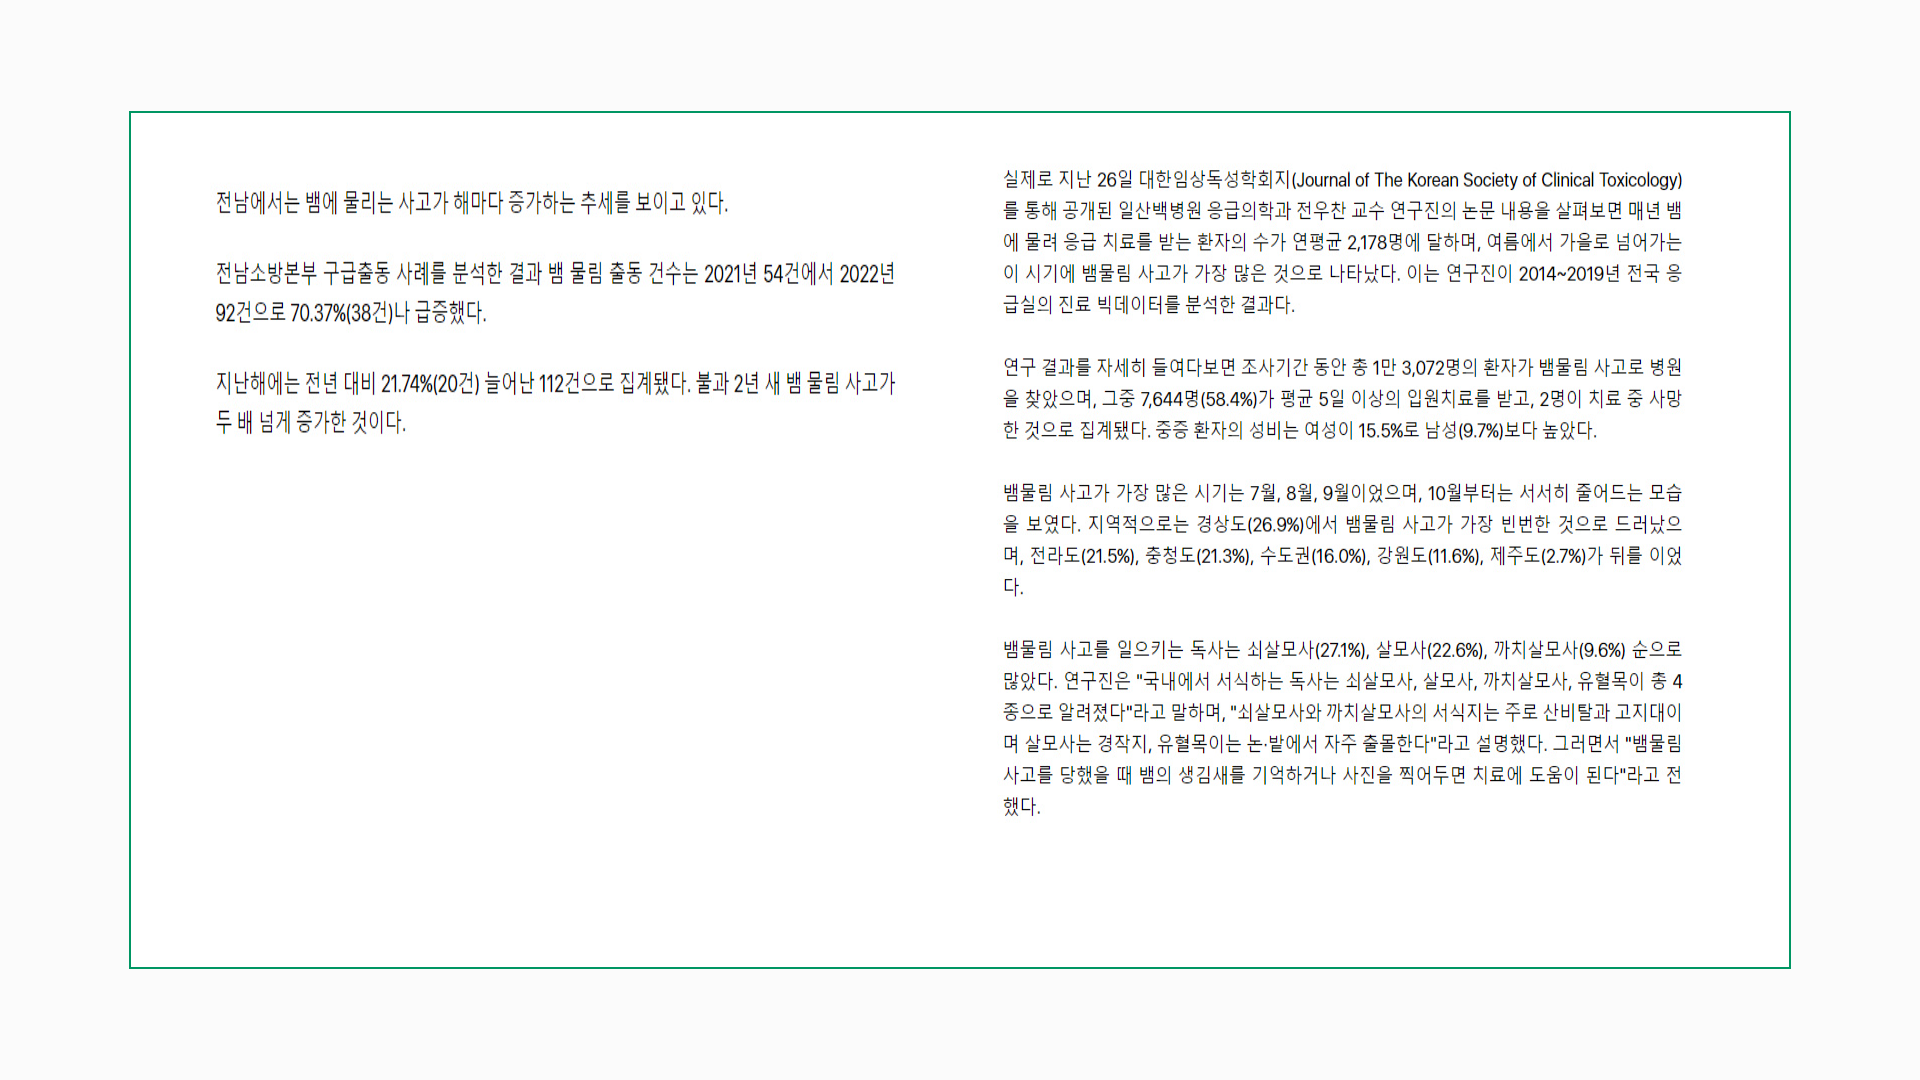 전남에서는 뱀에 물리는 사고가 해마다 증가하는 추세를 보이고 있다.
전남소방본부 구급출동 사례를 분석한 결과 뱀 물림 출동 건수는 2021년 54건에서 2022년
92건으로 70.37%(38건)나 급증했다.
지난해에는 전년 대비 21.74%(20건) 늘어난 112건으로 집계됐다. 불과 2년 새 뱀 물림 사고가
두 배 넘게 증가한 것이다.
실제로 지난 26일 대한임상독성학회지(Journal of The Korean Society of Clinical Toxicology)
를 통해 공개된 일산백병원 응급의학과 전우찬 교수 연구진의 논문 내용을 살펴보면 매년 뱀
에 물려 응급 치료를 받는 환자의 수가 연평균 2,178명에 달하며, 여름에서 가을로 넘어가는
이 시기에 뱀물림 사고가 가장 많은 것으로 나타났다. 이는 연구진이 2014~2019년 전국 응
급실의 진료 빅데이터를 분석한 결과다.
연구 결과를 자세히 들여다보면 조사기간 동안 총 1만 3,072명의 환자가 뱀물림 사고로 병원
을 찾았으며, 그중 7,644명(58.4%)가 평균 5일 이상의 입원치료를 받고, 2명이 치료 중 사망
한 것으로 집계됐다. 중증 환자의 성비는 여성이 15.5%로 남성(9.7%)보다 높았다.
뱀물림 사고가 가장 많은 시기는 7월, 8월, 9월이었으며, 10월부터는 서서히 줄어드는 모습
을 보였다. 지역적으로는 경상도(26.9%)에서 뱀물림 사고가 가장 빈번한 것으로 드러났으
며, 전라도(21.5%), 충청도(21.3%), 수도권(16.0%), 강원도(11.6%), 제주도(2.7%)가 뒤를 이었
다.
뱀물림 사고를 일으키는 독사는 쇠살모사(27.1%), 살모사(22.6%), 까치살모사(9.6%) 순으로
많았다. 연구진은 "국내에서 서식하는 독사는 쇠살모사, 살모사, 까치살모사, 유혈목이 총 4
종으로 알려졌다"라고 말하며, "쇠살모사와 까치살모사의 서식지는 주로 산비탈과 고지대이
며 살모사는 경작지, 유혈목이는 논·밭에서 자주 출몰한다"라고 설명했다. 그러면서 "뱀물림
사고를 당했을 때 뱀의 생김새를 기억하거나 사진을 찍어두면 치료에 도움이 된다"라고 전
했다.